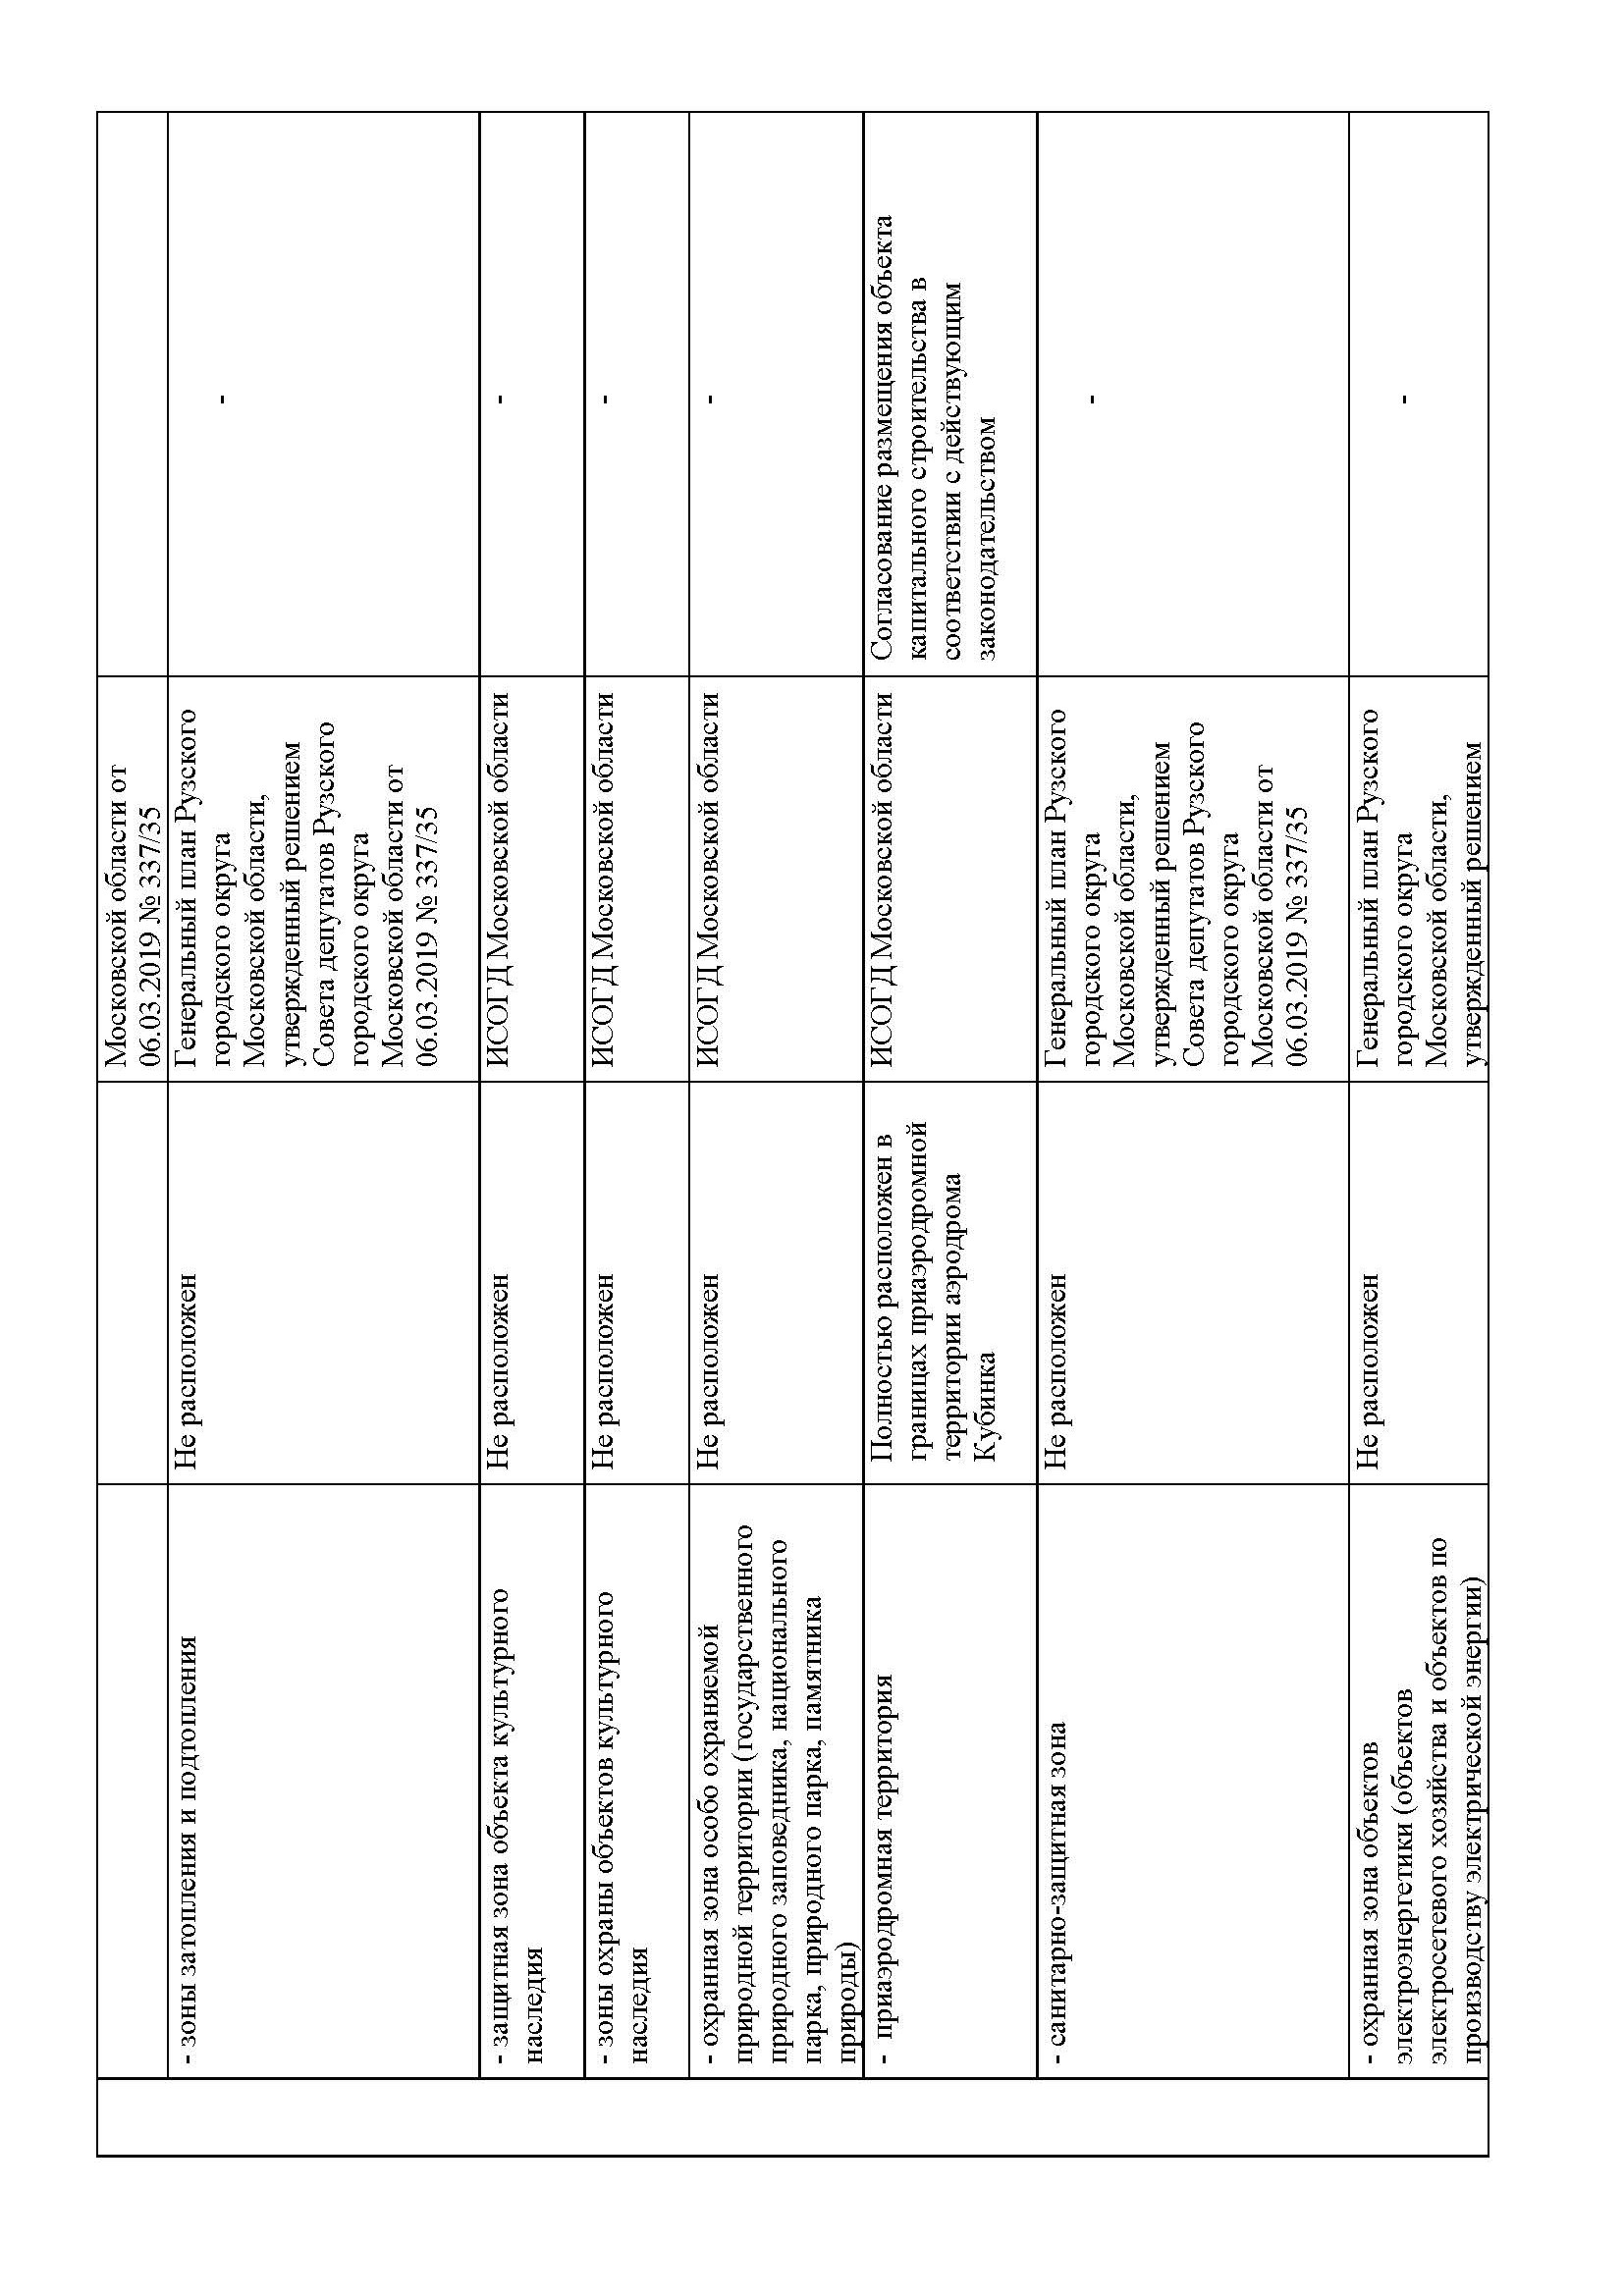 Московской области от
06.03.2019 № 337/35
- зоны затопления и подтопления
Не расположен
Генеральный план Рузского
городского округа
Московской области,
утвержденный решением
Совета депутатов Рузского
городского округа
Московской области от
06.03.2019 № 337/35
-
- защитная зона объекта культурного
наследия
Не расположен
ИСОГД Московской области
-
- зоны охраны объектов культурного
наследия
Не расположен
ИСОГД Московской области
-
- охранная зона особо охраняемой
природной территории (государственного
природного заповедника, национального
парка, природного парка, памятника
природы)
Не расположен
ИСОГД Московской области
-
- приаэродромная территория
Полностью расположен в
границах приаэродромной
территории аэродрома
Кубинка
ИСОГД Московской области
Согласование размещения объекта
капитального строительства в
соответствии с действующим
законодательством
- санитарно-защитная зона
Не расположен
Генеральный план Рузского
городского округа
Московской области,
утвержденный решением
Совета депутатов Рузского
городского округа
Московской области от
06.03.2019 № 337/35
-
- охранная зона объектов
электроэнергетики (объектов
электросетевого хозяйства и объектов по
производству электрической энергии)
Не расположен
Генеральный план Рузского
городского округа
Московской области,
утвержденный решением
-